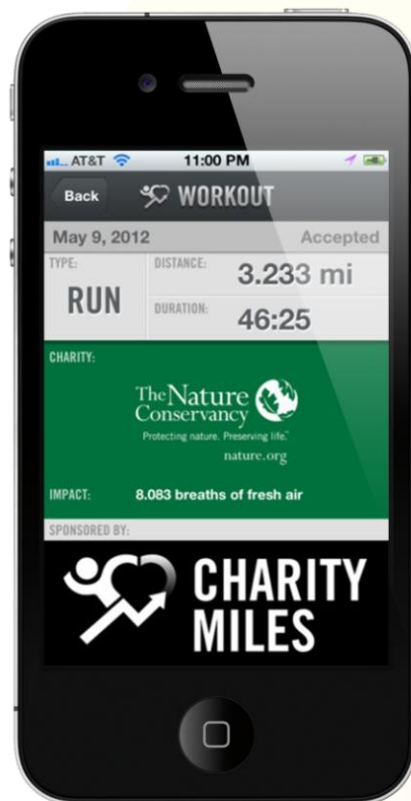 AT&T 11:00 PM
Back WORKOUT
May 9, 2012 Accepted
TYPE: DISTANCE: 3.233 mi
RUN DURATION: 46:25
CHARITY:
The Nature
Conservancy
Protecting nature. Preserving life.™
nature.org
IMPACT: 8.083 breaths of fresh air
SPONSORED BY:
CHARITY
MILES